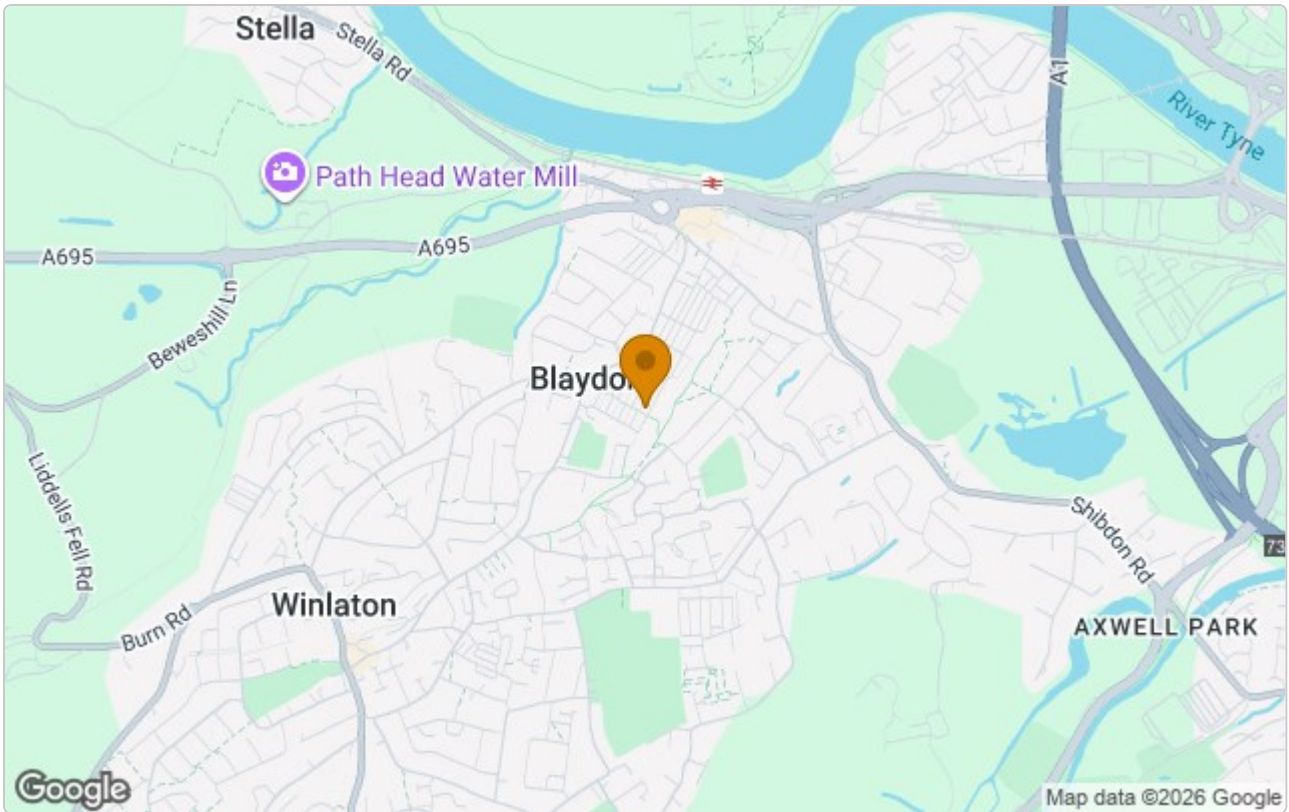 Stella
Stella Rd
A1
River Tyne
Path Head Water Mill
A695
A695
Beweshill Ln
Blaydon
Liddells Fell Rd
Shibdon Rd
73
Winlaton
Burn Rd
AXWELL PARK
Google
Map data ©2026 Google